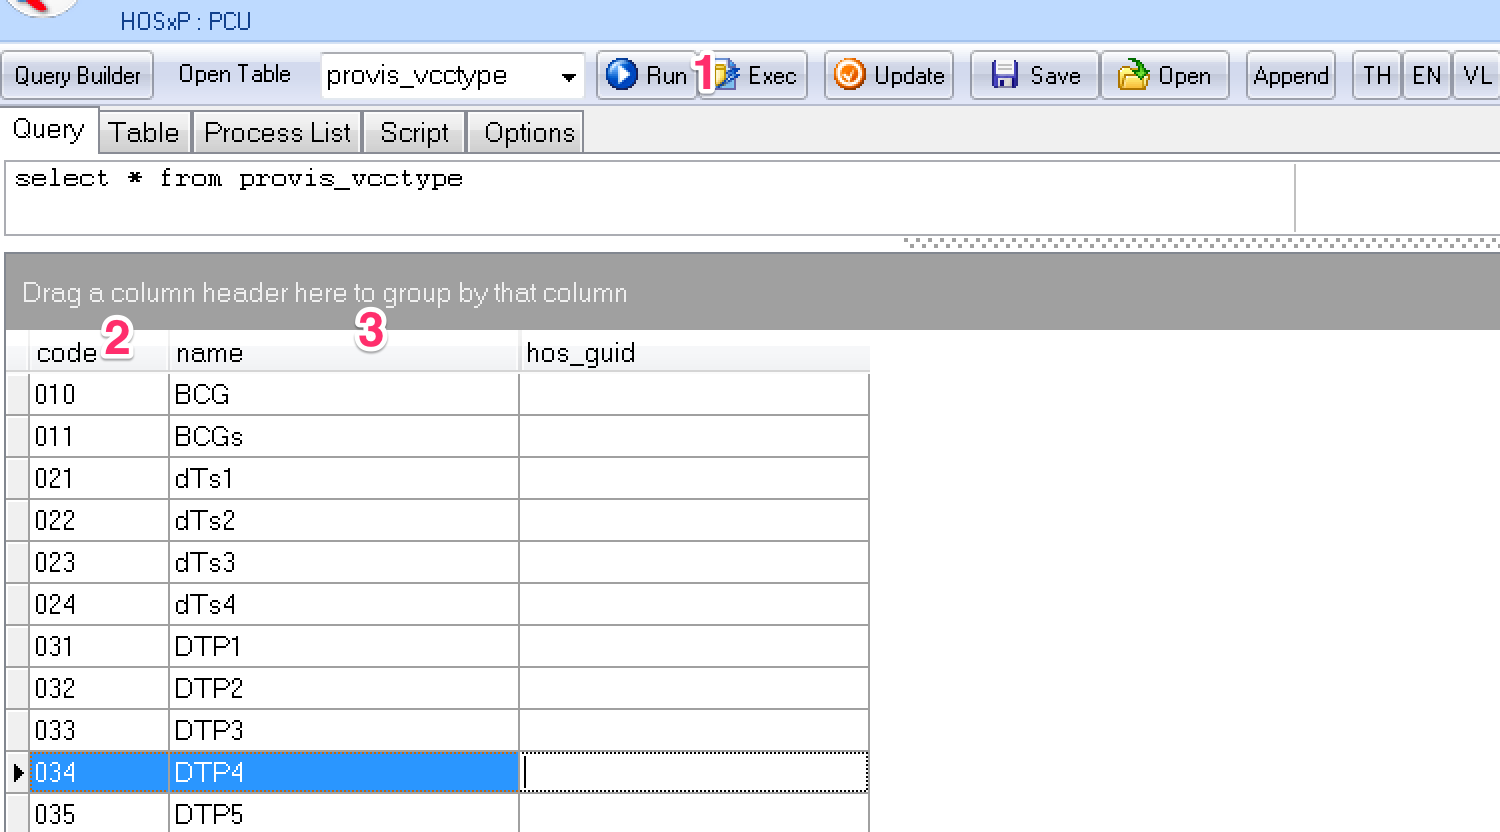 HOSxP : PCU
Query Builder Open Table provis_vcctype Run 1 Exec Update Save Open Append TH EN VL
Query Table Process List Script Options
select * from provis_vcctype
Drag a column header here to group by that column
code 2 name 3 hos_guid
010 BCG
011 BCGs
021 dTs1
022 dTs2
023 dTs3
024 dTs4
031 DTP1
032 DTP2
033 DTP3
034 DTP4
035 DTP5